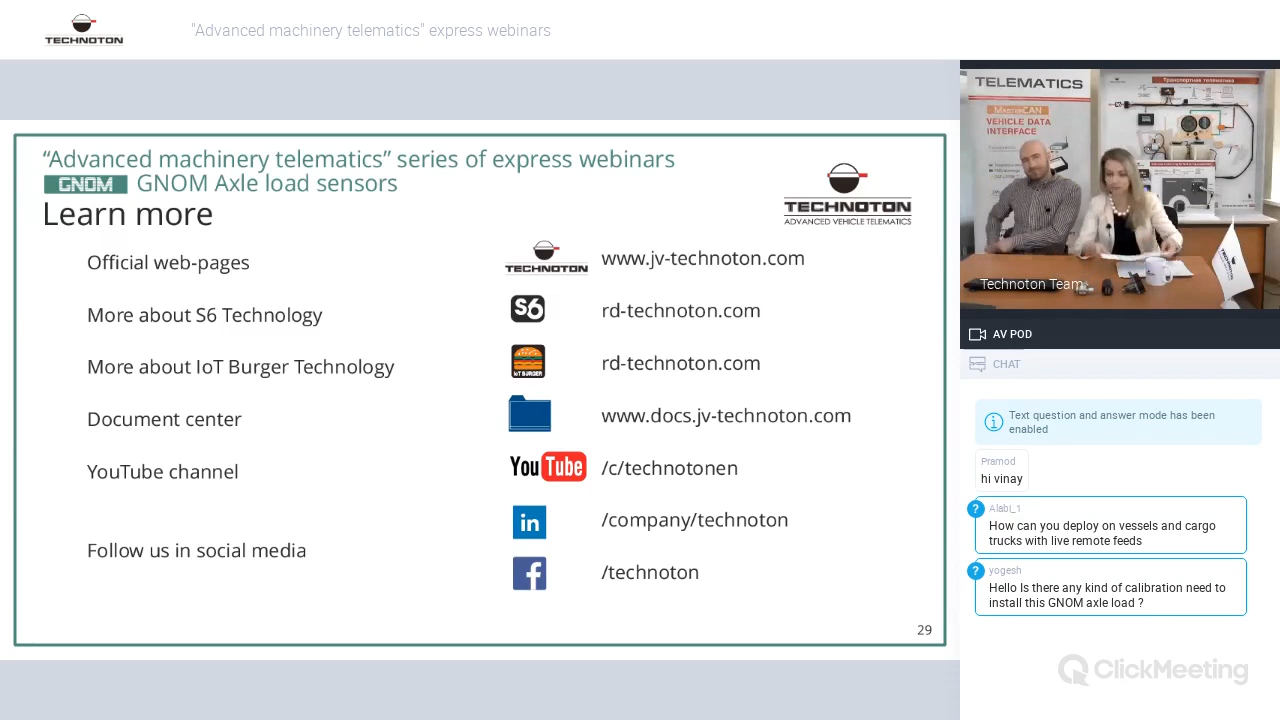 TECHNOTON
"Advanced machinery telematics" express webinars
“Advanced machinery telematics” series of express webinars
GNOM GNOM Axle load sensors
Learn more
TECHNOTON
ADVANCED VEHICLE TELEMATICS
Official web-pages
TECHNOTON
www.jv-technoton.com
More about S6 Technology
S6
rd-technoton.com
More about IoT Burger Technology
IoT BURGER
rd-technoton.com
Document center
www.docs.jv-technoton.com
YouTube channel
YouTube
/c/technotonen
in
/company/technoton
Follow us in social media
f
/technoton
29
TELEMATICS
MasterCAN
VEHICLE DATA
INTERFACE
Транспортная телематика
Technoton Team
AV POD
CHAT
Text question and answer mode has been
enabled
Pramod
hi vinay
?
Alabi_1
How can you deploy on vessels and cargo
trucks with live remote feeds
?
yogesh
Hello Is there any kind of calibration need to
install this GNOM axle load ?
ClickMeeting